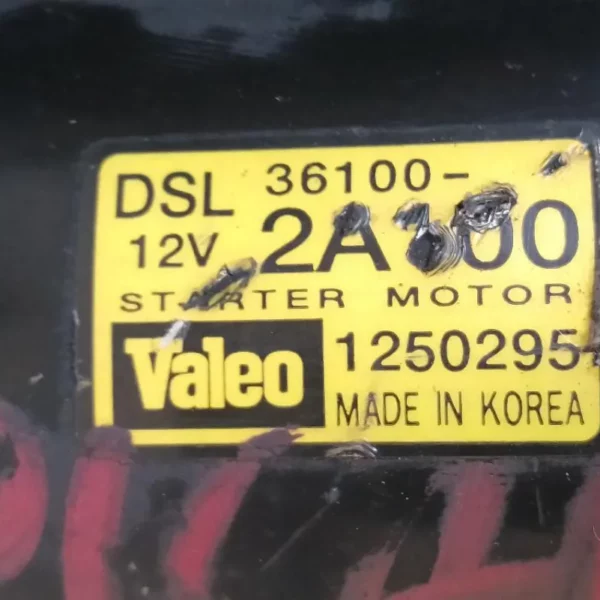 DSL 36100-
12V
STARTER MOTOR
Valeo 1250295
MADE IN KOREA